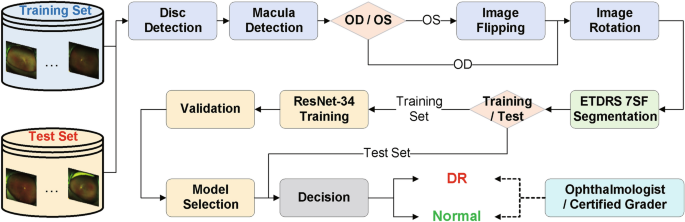 Training Set
...
Disc
Detection
Macula
Detection
OD / OS
OS
Image
Flipping
Image
Rotation
OD
Validation
ResNet-34
Training
Training
Set
Training
/ Test
ETDRS 7SF
Segmentation
Test Set
...
Test Set
Model
Selection
Decision
DR
Normal
Ophthalmologist
/ Certified Grader